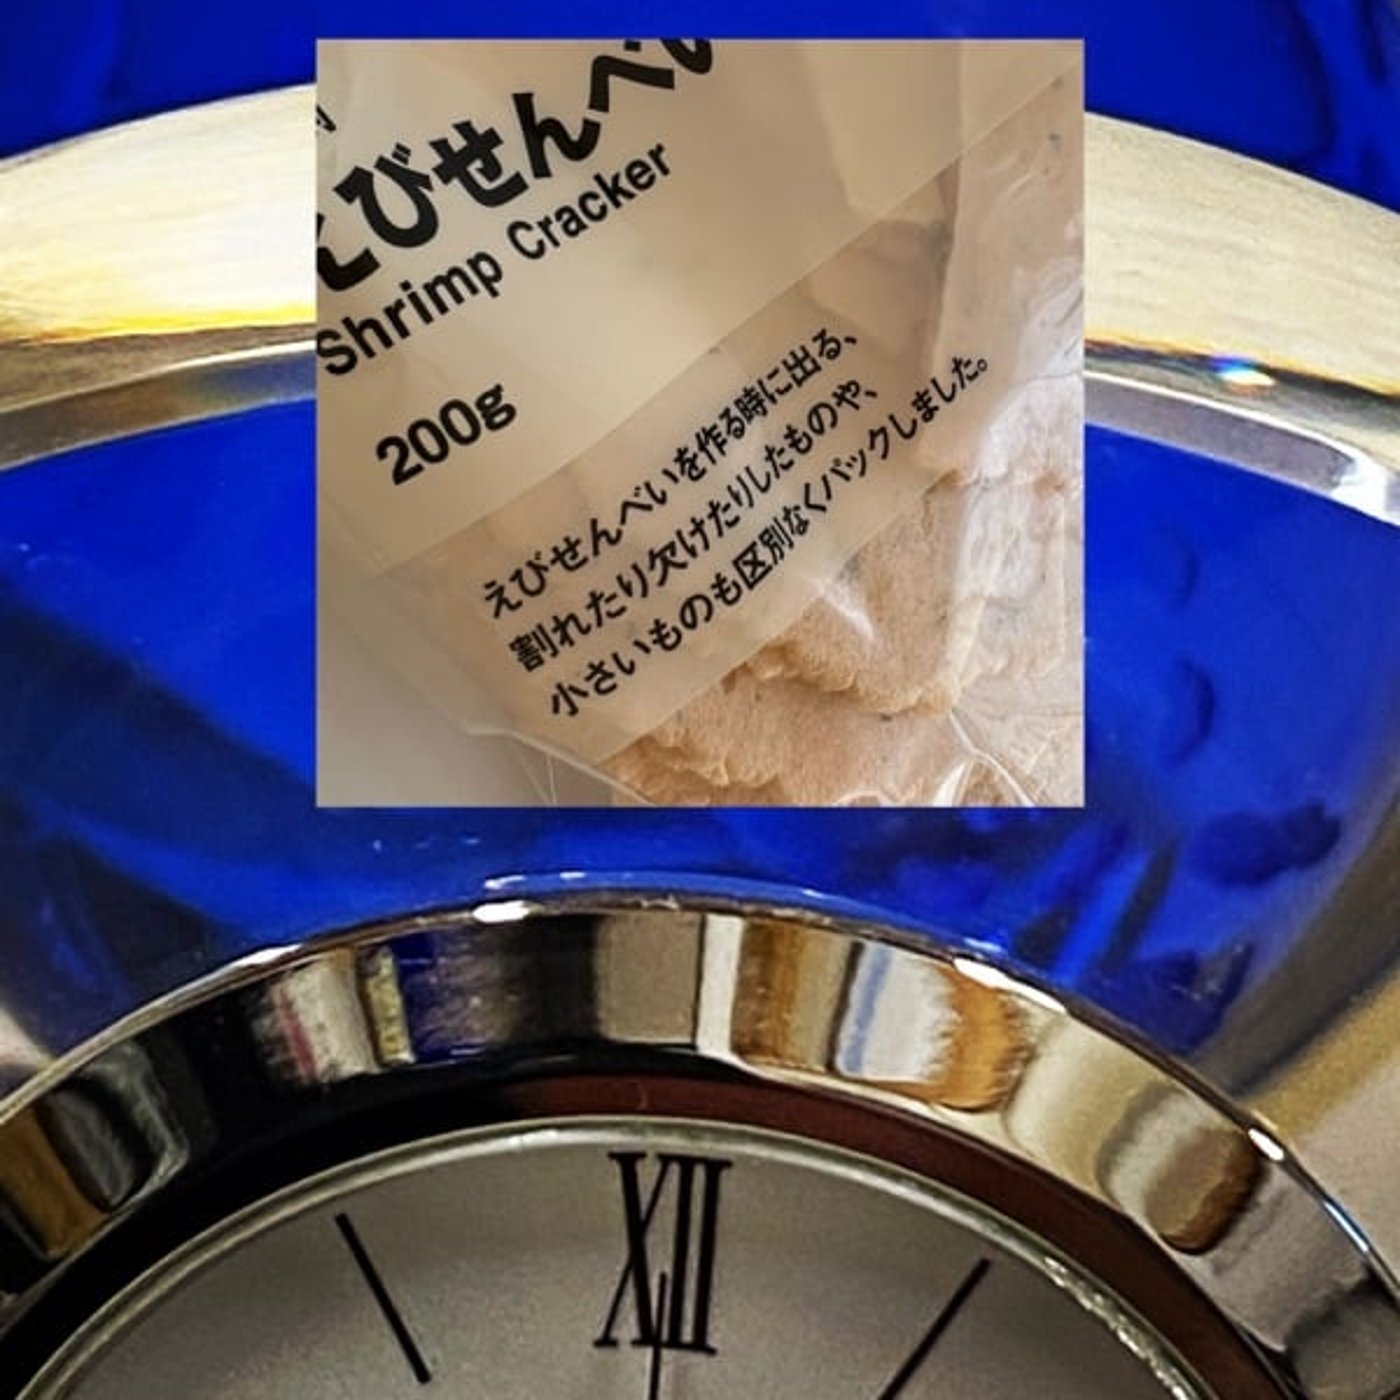 えびせんべい
Shrimp Cracker
200g
えびせんべいを作る時に出る、
割れたり欠けたりしたものや、
小さいものも区別なくパックしました。
XII